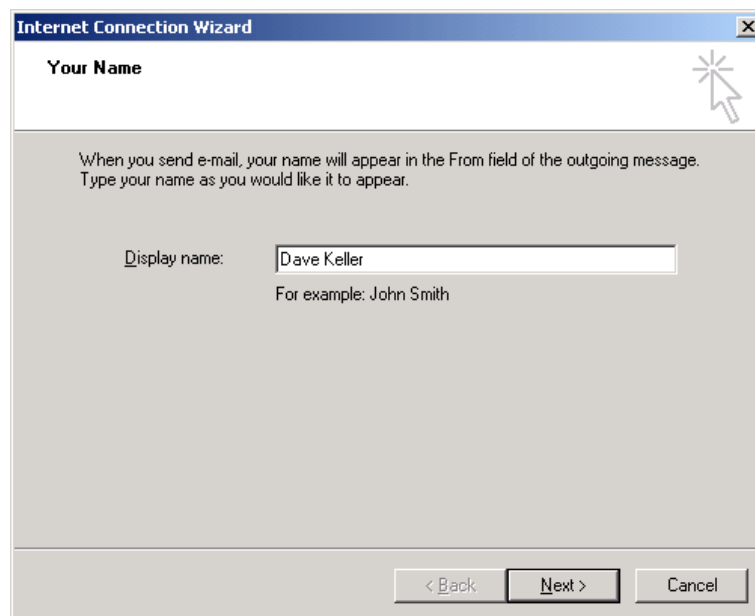 Internet Connection Wizard
Your Name
When you send e-mail, your name will appear in the From field of the outgoing message.
Type your name as you would like it to appear.
Display name: Dave Keller
For example: John Smith
< Back Next > Cancel